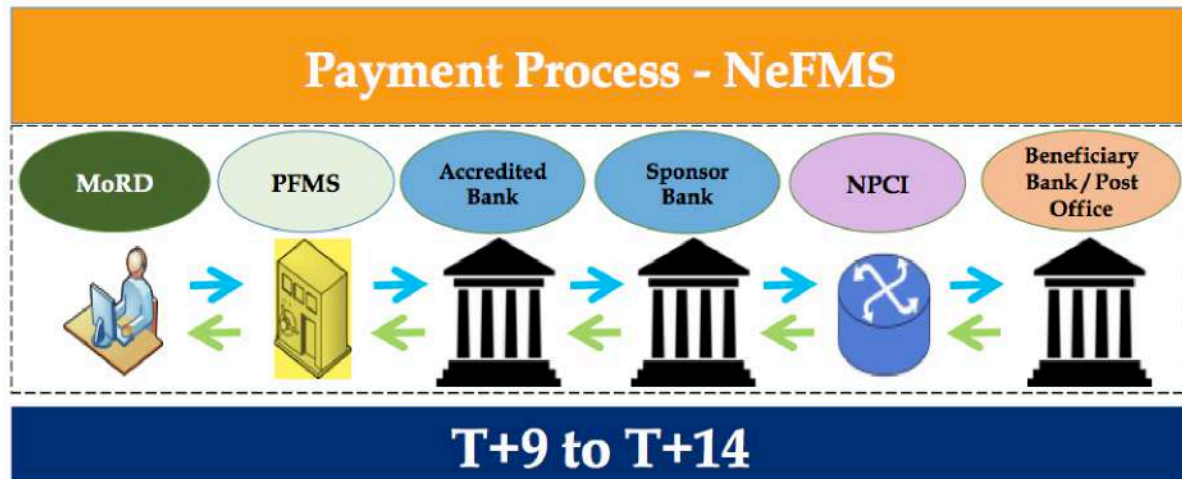 Payment Process - NeFMS
MoRD
PFMS
Accredited
Bank
Sponsor
Bank
NPCI
Beneficiary
Bank / Post
Office
T+9 to T+14